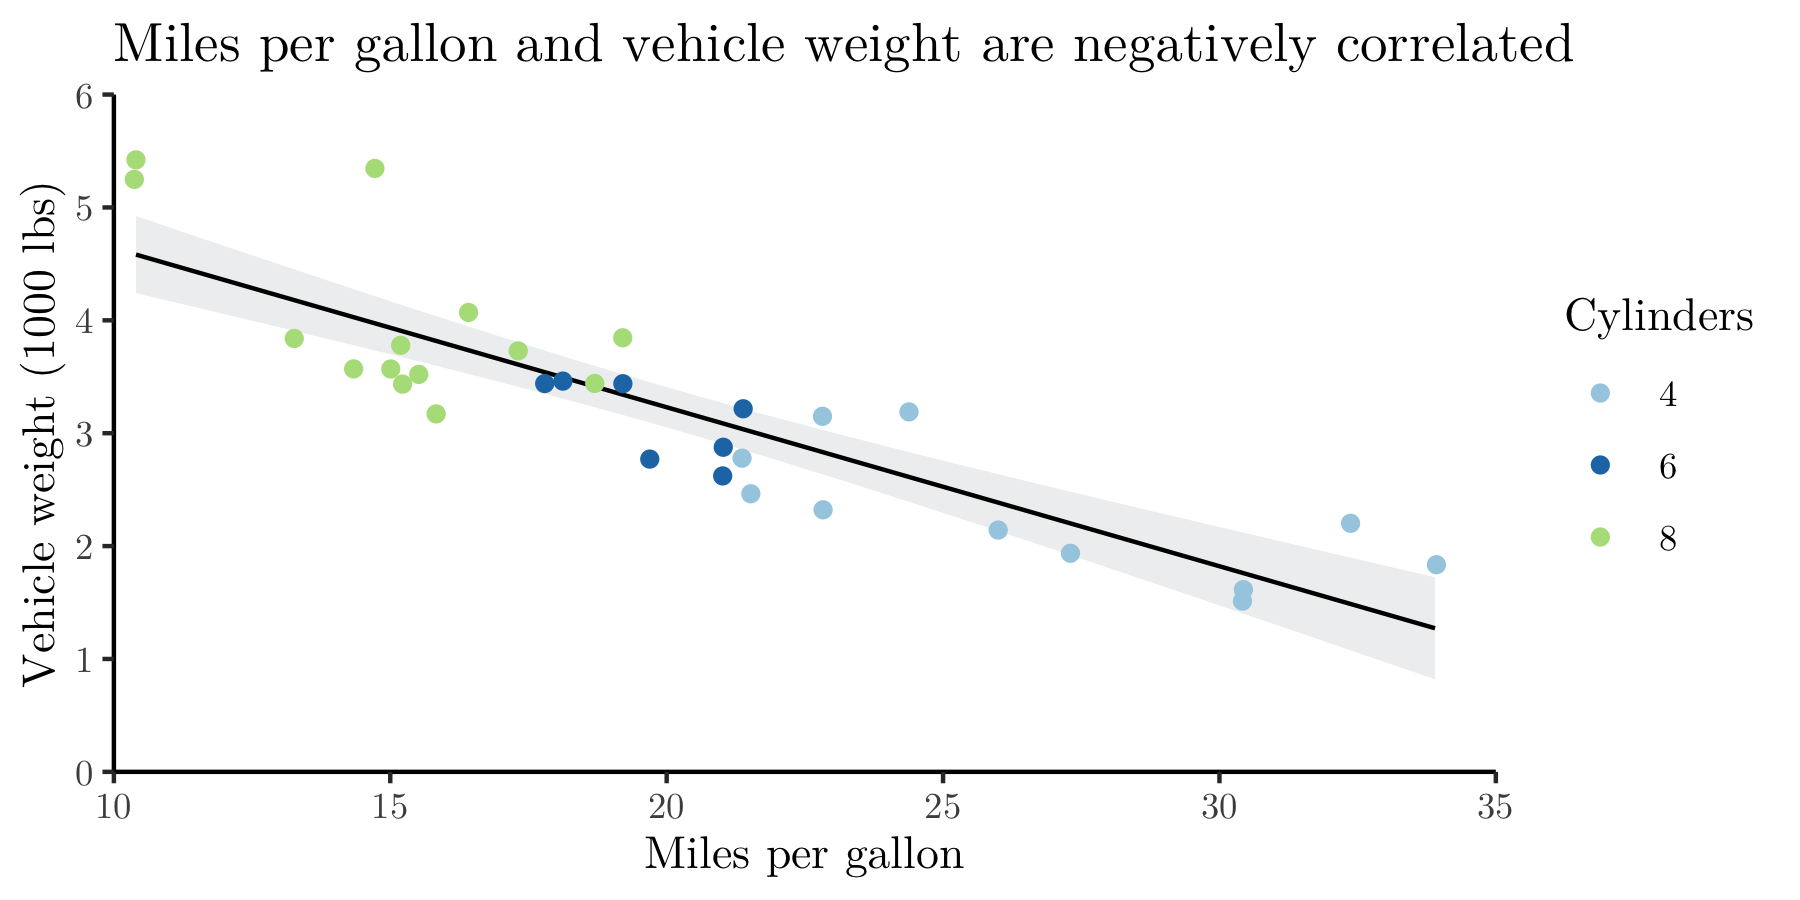 Miles per gallon and vehicle weight are negatively correlated
Vehicle weight (1000 lbs)
6
5
4
3
2
1
0
10 15 20 25 30 35
Miles per gallon
Cylinders
4
6
8